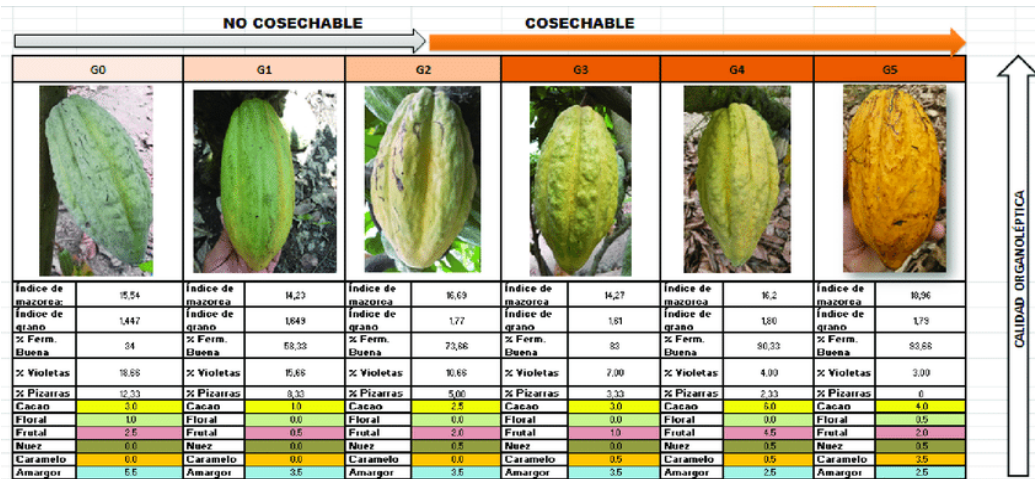 NO COSECHABLE COSECHABLE
G0 G1 G2 G3 G4 G5
Índice de mazorca: 15,54 Índice de mazorca 14,23 Índice de mazorca 16,69 Índice de mazorca 14,27 Índice de mazorca 16,2 Índice de mazorca 18,96
Índice de grano 1,447 Índice de grano 1,649 Índice de grano 1,77 Índice de grano 1,61 Índice de grano 1,80 Índice de grano 1,79
% Ferm. Buena 34 % Ferm. Buena 58,33 % Ferm. Buena 73,66 % Ferm. Buena 83 % Ferm. Buena 90,33 % Ferm. Buena 93,66
% Violetas 18,66 % Violetas 15,66 % Violetas 10,66 % Violetas 7,00 % Violetas 4,00 % Violetas 3,00
% Pizarras 12,33 % Pizarras 8,33 % Pizarras 5,00 % Pizarras 3,33 % Pizarras 2,33 % Pizarras 0
Cacao 3.0 Cacao 1.0 Cacao 2.5 Cacao 3.0 Cacao 6.0 Cacao 4.0
Floral 1.0 Floral 0.0 Floral 0.0 Floral 0.0 Floral 0.0 Floral 0.5
Frutal 2.5 Frutal 0.5 Frutal 2.0 Frutal 1.0 Frutal 4.5 Frutal 2.0
Nuez 0.0 Nuez 0.0 Nuez 0.5 Nuez 0.0 Nuez 0.5 Nuez 0.5
Caramelo 0.0 Caramelo 0.0 Caramelo 0.0 Caramelo 0.5 Caramelo 0.5 Caramelo 3.5
Amargor 5.5 Amargor 3.5 Amargor 3.5 Amargor 3.5 Amargor 2.5 Amargor 2.5
CALIDAD ORGANOLÉPTICA